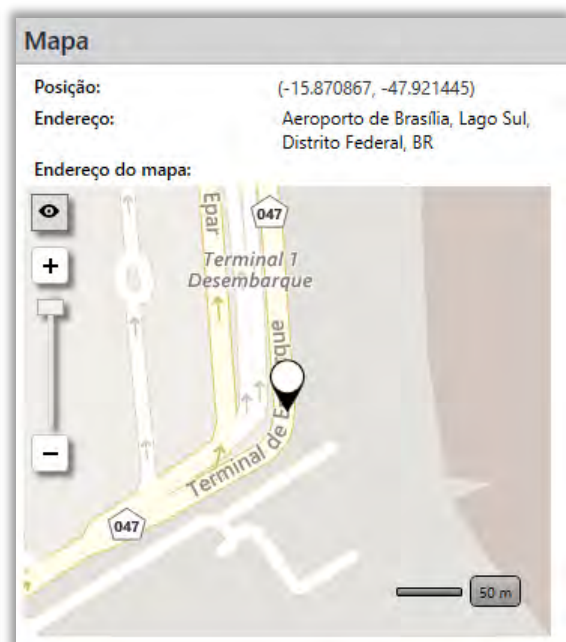 Mapa
Posição: (-15.870867, -47.921445)
Endereço: Aeroporto de Brasília, Lago Sul,
Distrito Federal, BR
Endereço do mapa:
Epar
047
Terminal 1
Desembarque
+
Terminal de E rque
−
047
50 m